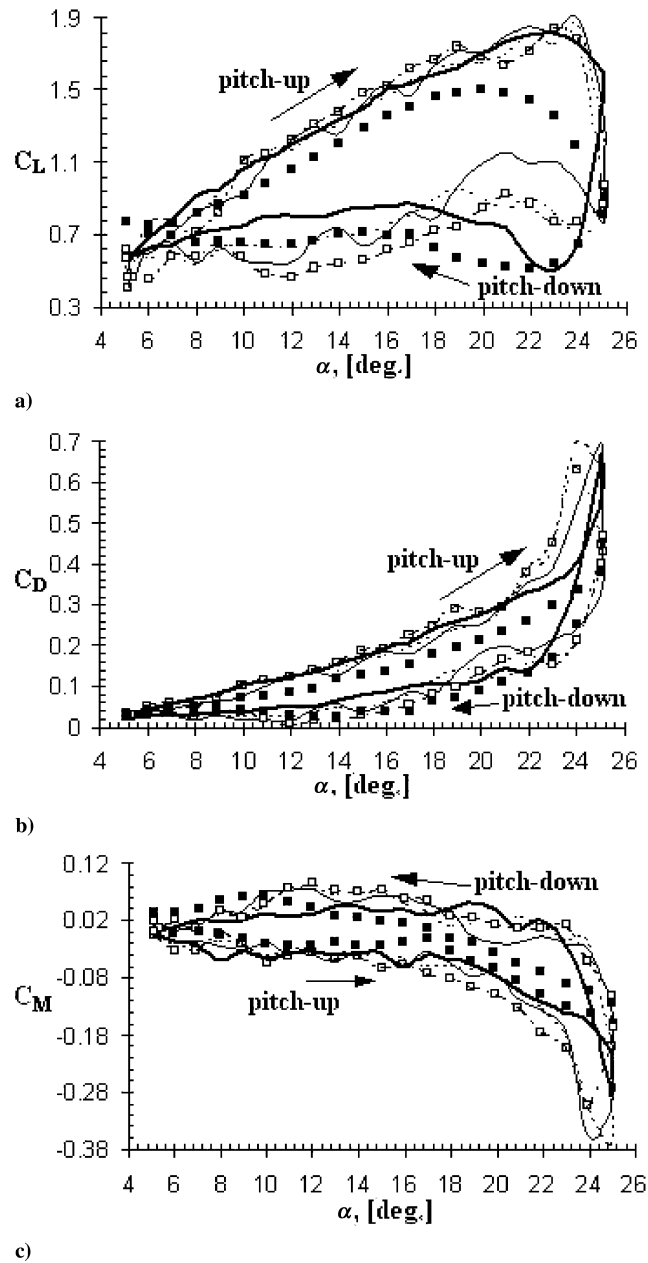 1.9
1.5
1.1
0.7
0.3
C_L
pitch-up
pitch-down
4 6 8 10 12 14 16 18 20 22 24 26
α, [deg.]
a)
0.7
0.6
0.5
0.4
0.3
0.2
0.1
0
C_D
pitch-up
pitch-down
4 6 8 10 12 14 16 18 20 22 24 26
α, [deg.]
b)
0.12
0.02
-0.08
-0.18
-0.28
-0.38
C_M
pitch-down
pitch-up
4 6 8 10 12 14 16 18 20 22 24 26
α, [deg.]
c)